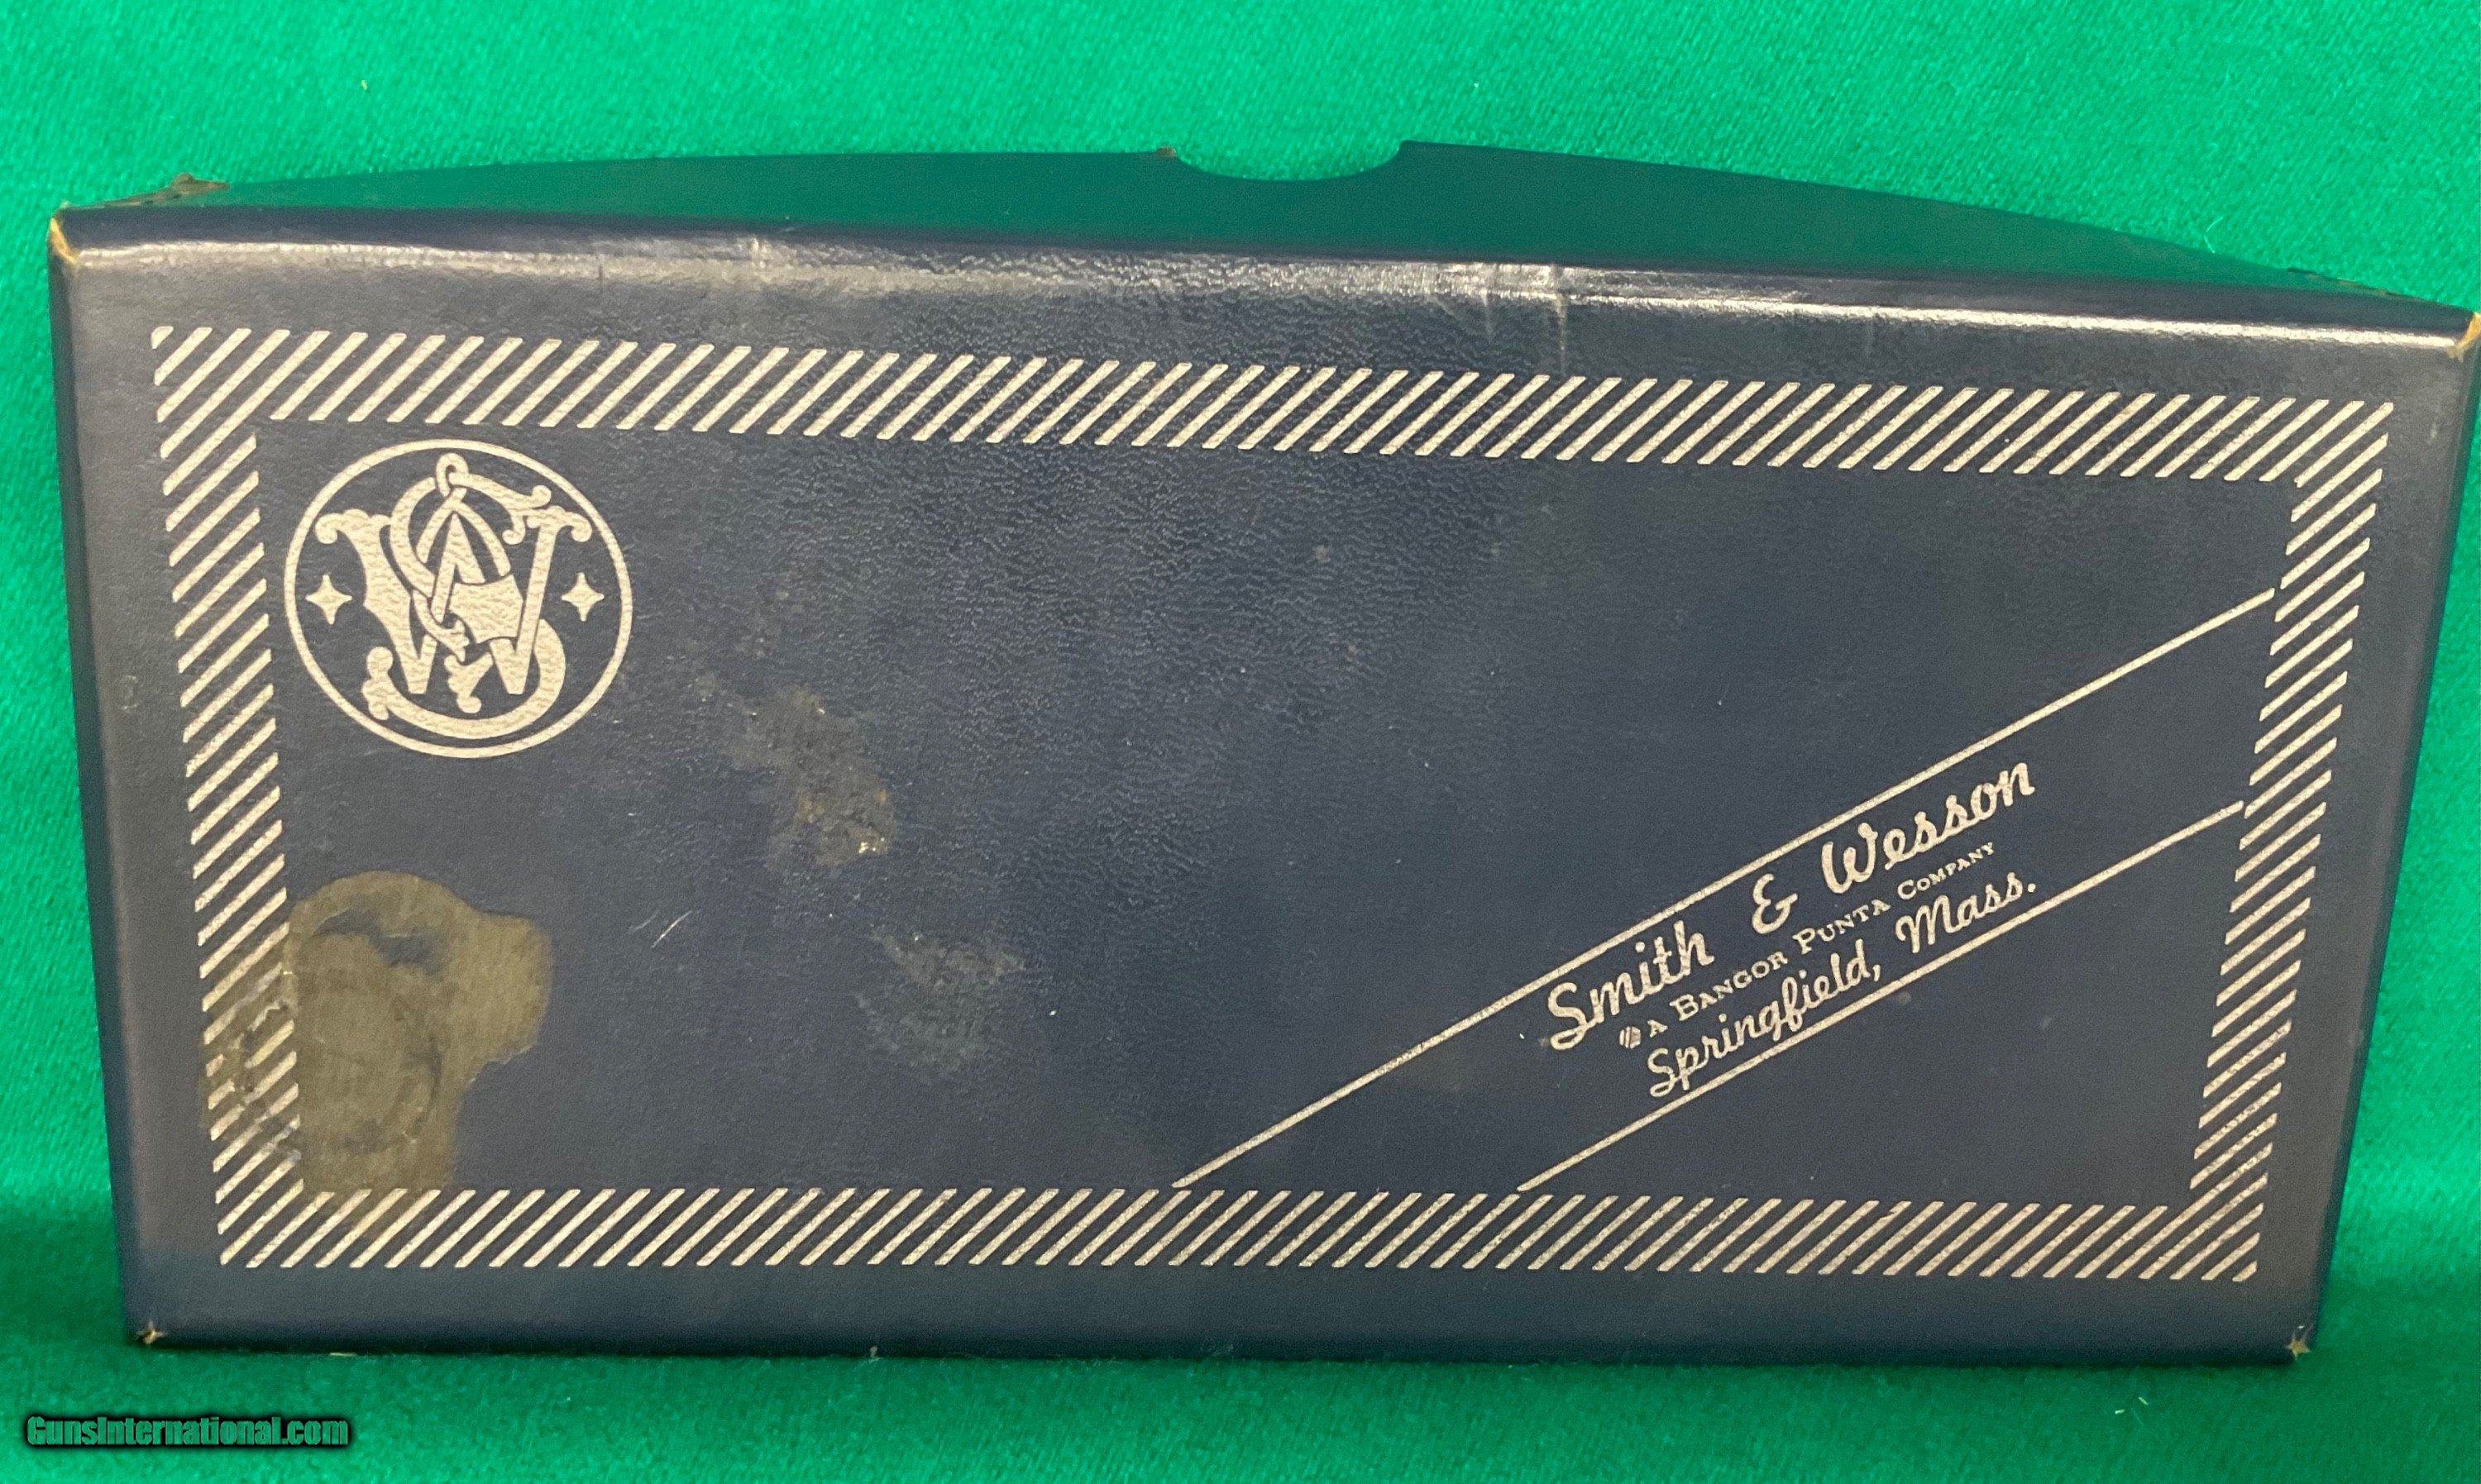 Smith & Wesson
A BANGOR PUNTA COMPANY
Springfield, Mass.
GunsInternational.com